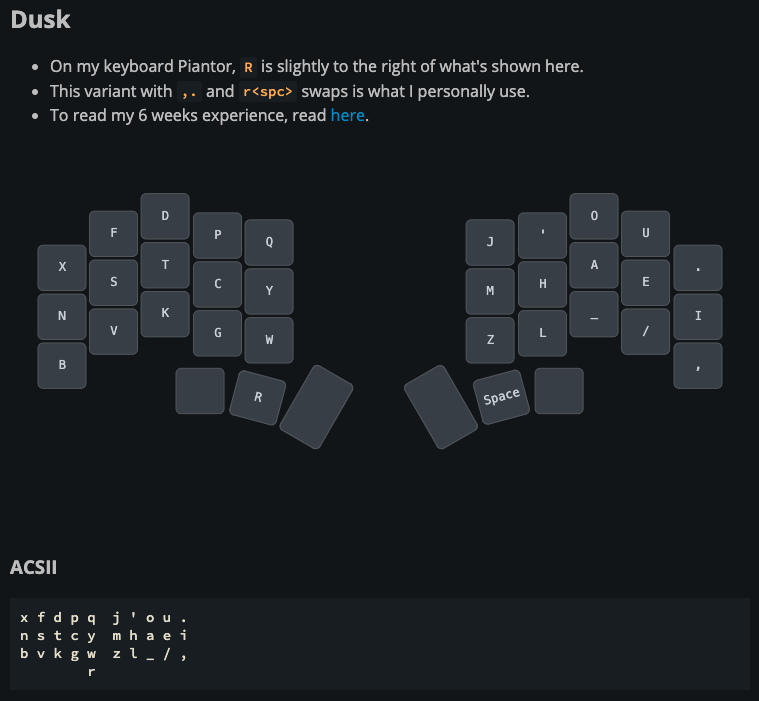 Dusk
• On my keyboard Piantor, R is slightly to the right of what's shown here.
• This variant with ,. and r<spc> swaps is what I personally use.
• To read my 6 weeks experience, read here.
D O
F P Q J ' U
X T A .
S C Y M H E
N K _ I
V G W Z L /
B ,
R Space
ACSII
x f d p q  j ' o u .
n s t c y  m h a e i
b v k g w  z l _ / ,
        r